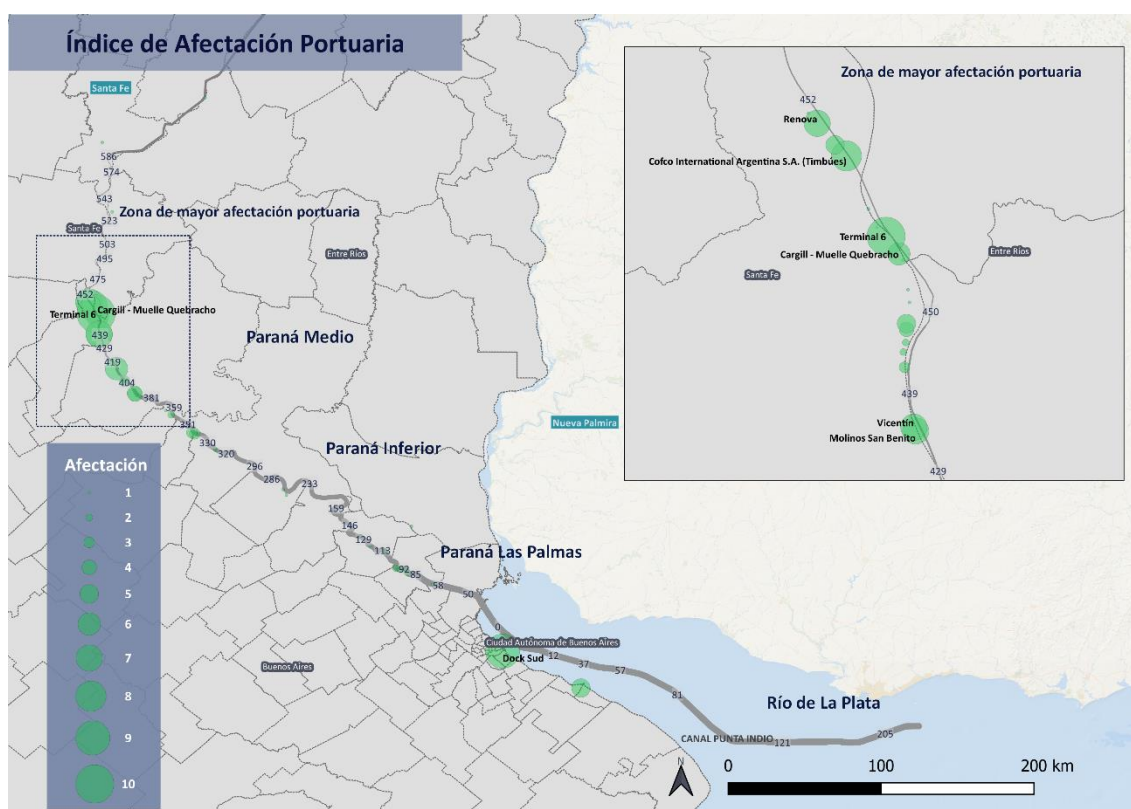 Índice de Afectación Portuaria
Santa Fe
586
574
543
523
Zona de mayor afectación portuaria
Santa Fe
503
495
475
452
Terminal 6
Cargill - Muelle Quebracho
439
429
419
404
381
359
351
330
320
296
286
233
159
146
129
113
92
85
58
50
0
Entre Ríos
Paraná Medio
Paraná Inferior
Paraná Las Palmas
Nueva Palmira
Ciudad Autónoma de Buenos Aires
Dock Sud
12
37
57
81
Buenos Aires
Río de La Plata
CANAL PUNTA INDIO
121
205
N
0
100
200 km
Afectación
1
2
3
4
5
6
7
8
9
10
Zona de mayor afectación portuaria
452
Renova
Cofco International Argentina S.A. (Timbúes)
Terminal 6
Cargill - Muelle Quebracho
Entre Ríos
Santa Fe
450
439
Vicentín
Molinos San Benito
429